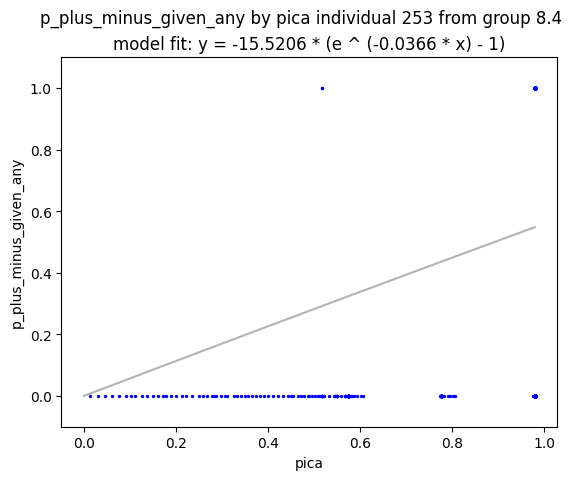 p_plus_minus_given_any by pica individual 253 from group 8.4
model fit: y = -15.5206 * (e ^ (-0.0366 * x) - 1)
1.0
0.8
0.6
0.4
0.2
0.0
p_plus_minus_given_any
0.0 0.2 0.4 0.6 0.8 1.0
pica